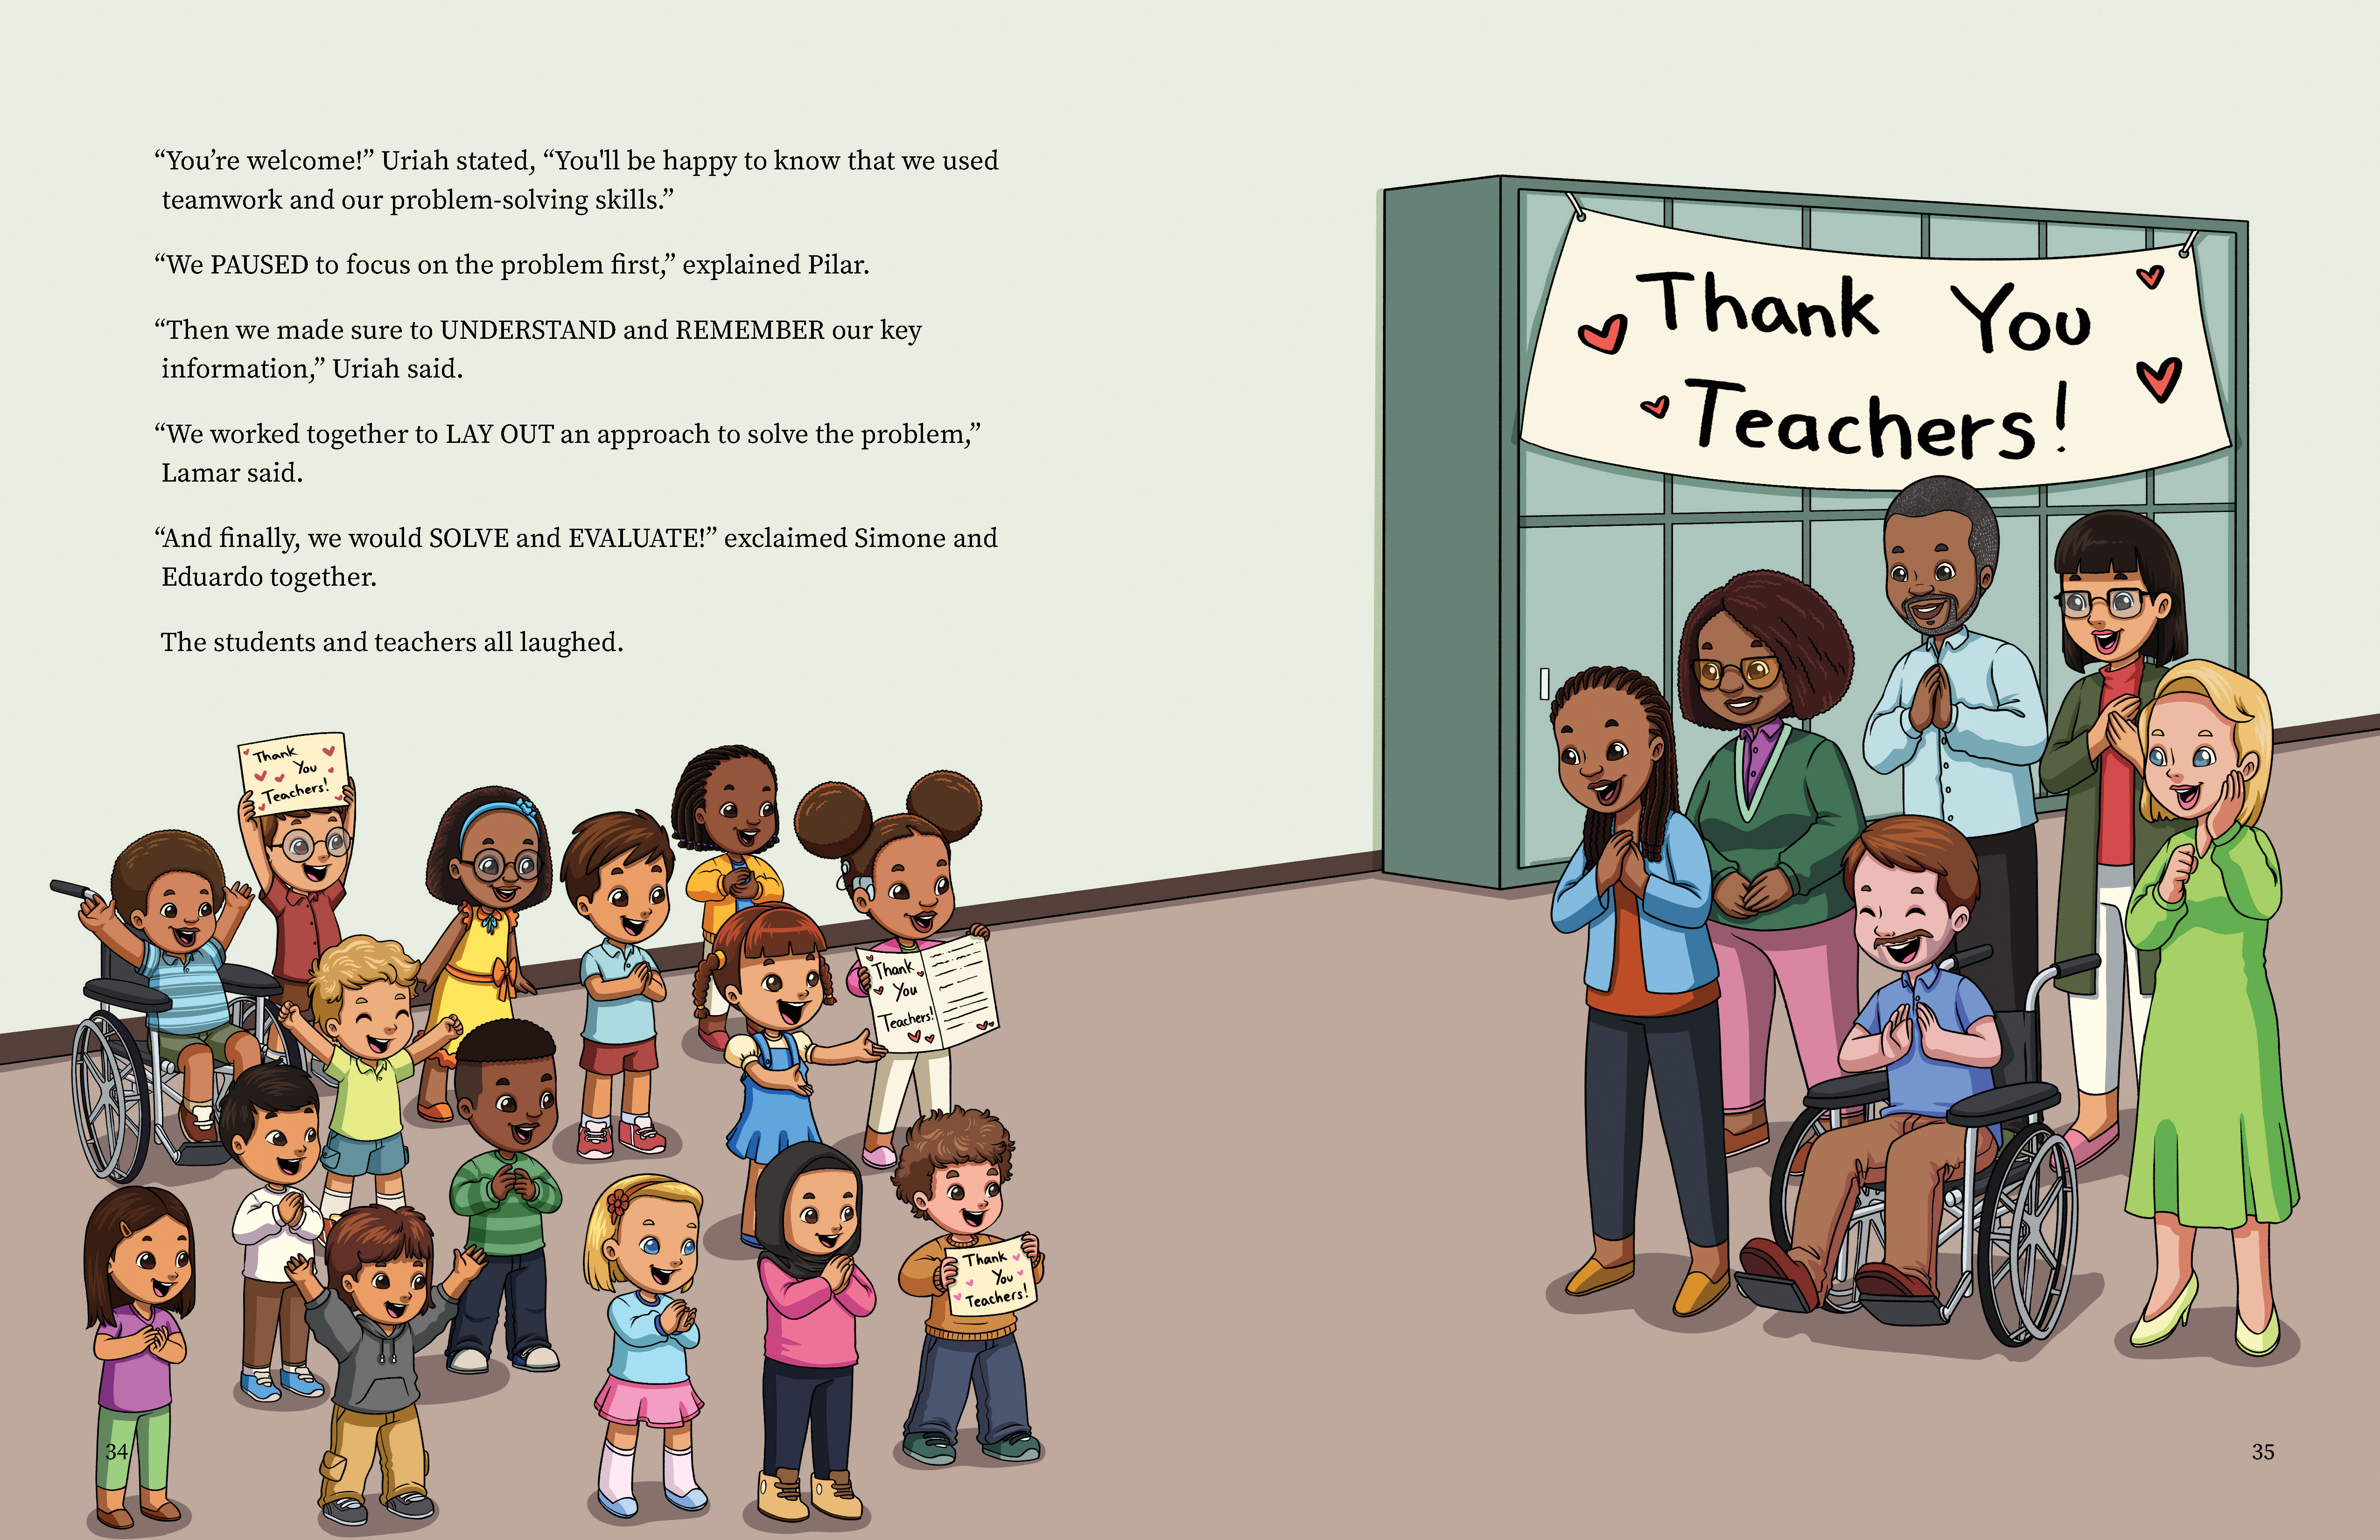 “You’re welcome!” Uriah stated, “You'll be happy to know that we used
teamwork and our problem-solving skills.”
“We PAUSED to focus on the problem first,” explained Pilar.
“Then we made sure to UNDERSTAND and REMEMBER our key
information,” Uriah said.
“We worked together to LAY OUT an approach to solve the problem,”
Lamar said.
“And finally, we would SOLVE and EVALUATE!” exclaimed Simone and
Eduardo together.
The students and teachers all laughed.
Thank
You
Teachers!
Thank
You
Teachers!
Thank
You
Teachers!
34
Thank You
Teachers!
35